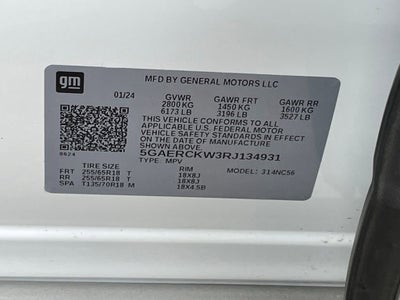 gm
MFD BY GENERAL MOTORS LLC
01/24 GVWR GAWR FRT GAWR RR
2800 KG 1450 KG 1600 KG
6173 LB 3196 LB 3527 LB
THIS VEHICLE CONFORMS TO ALL
APPLICABLE U.S. FEDERAL MOTOR
VEHICLE SAFETY STANDARDS IN EFFECT ON THE
DATE OF MANUFACTURE SHOWN ABOVE.
5GAERCKW3RJ134931
0624
TYPE: MPV MODEL: 314NC56
TIRE SIZE RIM
FRT 255/65R18 T 18X8J
RR 255/65R18 T 18X8J
SPA T135/70R18 M 18X4.5B